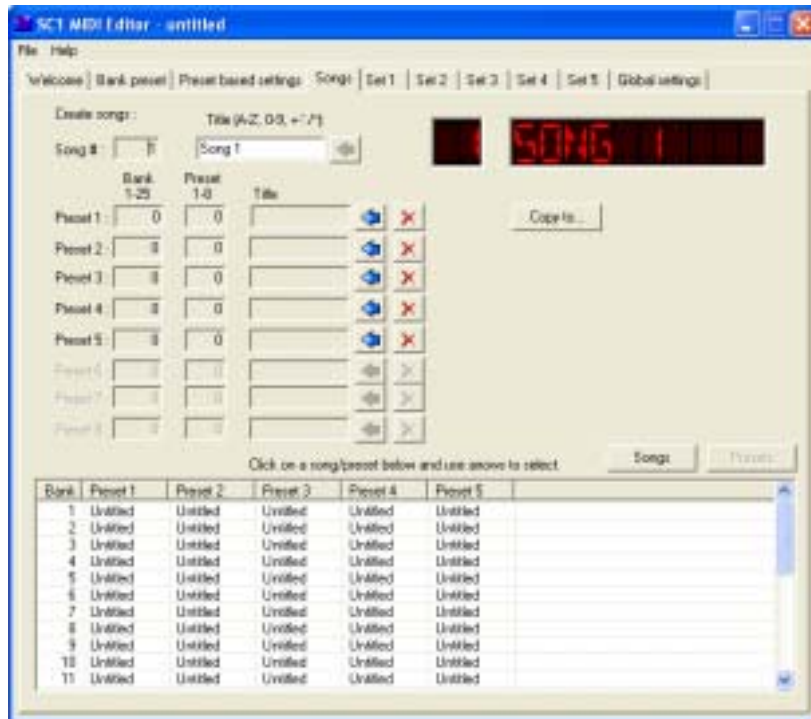 SC1 MIDI Editor - untitled
File Help
Welcome Bank preset Preset based settings Songs Set 1 Set 2 Set 3 Set 4 Set 5 Global settings
Create songs :
Title (A-Z, 0-9, + - / *)
Song # : 1 Song 1
1 SONG 1
Bank 1-25 Preset 1-8 Title
Preset 1 : 0 0
Copy to...
Preset 2 : 0 0
Preset 3 : 0 0
Preset 4 : 0 0
Preset 5 : 0 0
Preset 6 : 0 0
Preset 7 : 0 0
Preset 8 : 0 0
Click on a song/preset below and use arrows to select.
Songs Presets
Bank Preset 1 Preset 2 Preset 3 Preset 4 Preset 5
1 Untitled Untitled Untitled Untitled Untitled
2 Untitled Untitled Untitled Untitled Untitled
3 Untitled Untitled Untitled Untitled Untitled
4 Untitled Untitled Untitled Untitled Untitled
5 Untitled Untitled Untitled Untitled Untitled
6 Untitled Untitled Untitled Untitled Untitled
7 Untitled Untitled Untitled Untitled Untitled
8 Untitled Untitled Untitled Untitled Untitled
9 Untitled Untitled Untitled Untitled Untitled
10 Untitled Untitled Untitled Untitled Untitled
11 Untitled Untitled Untitled Untitled Untitled